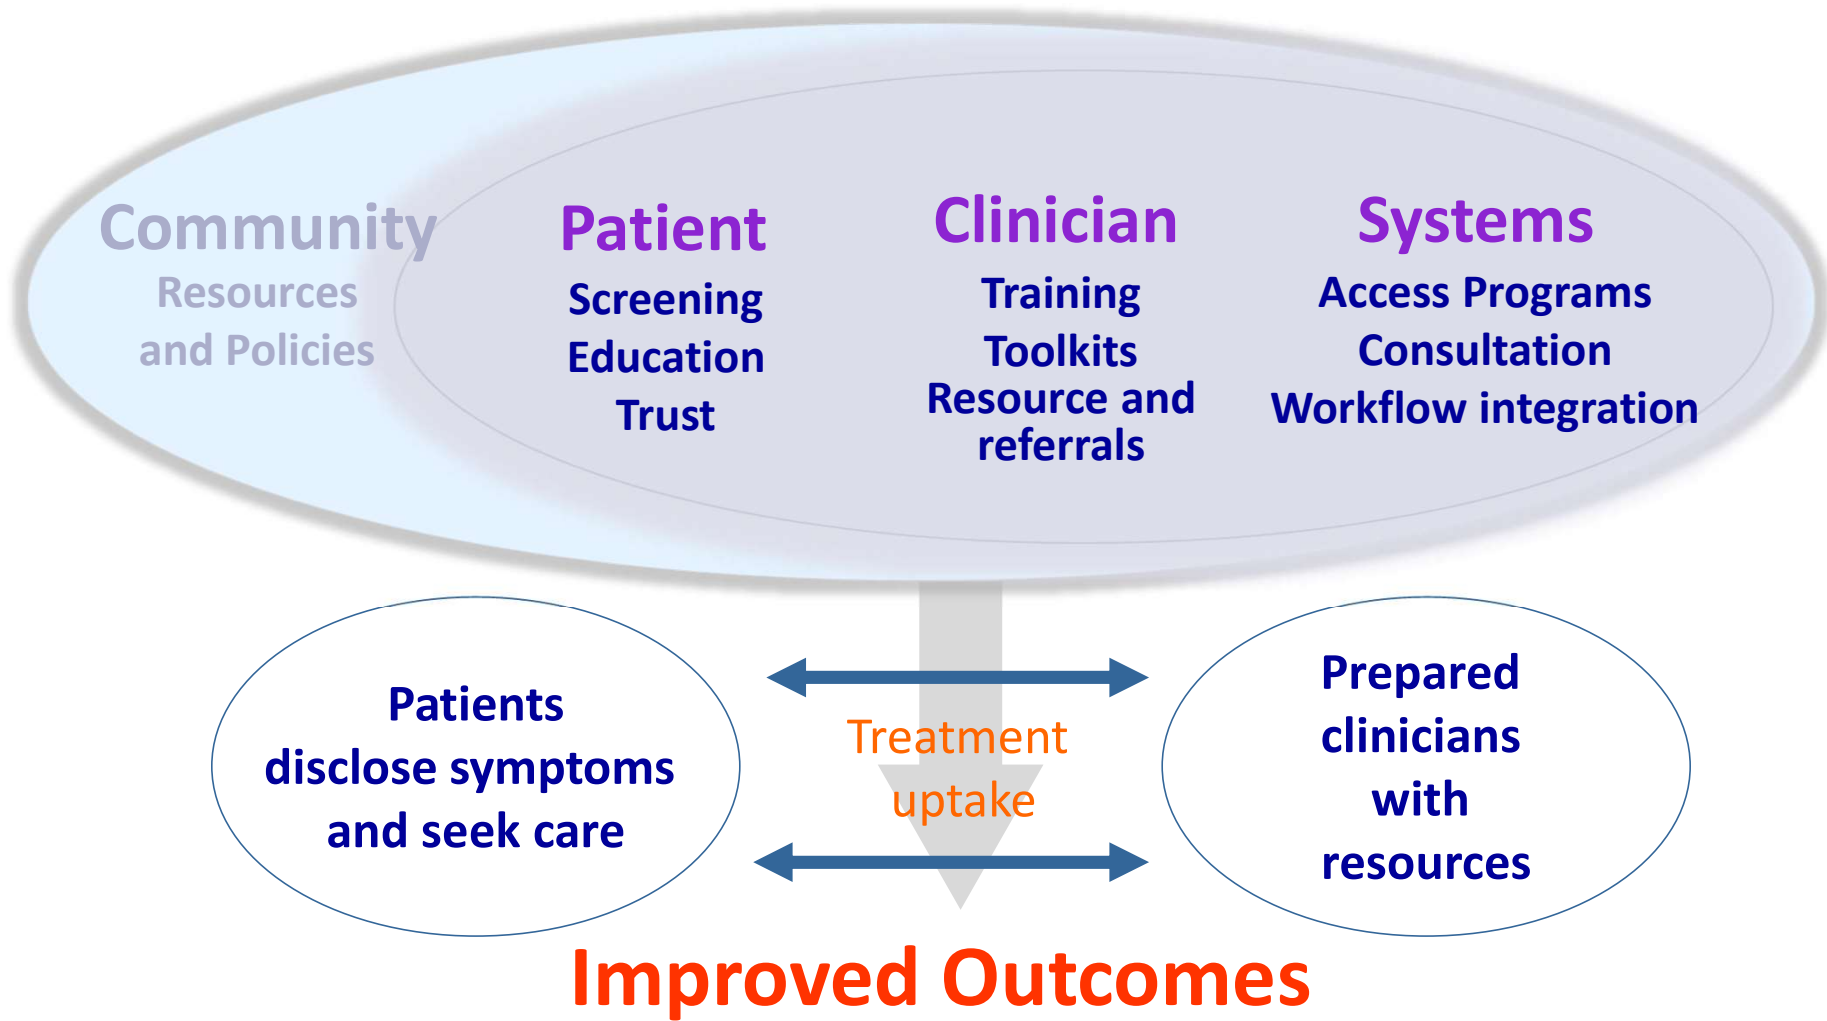 Community
Resources
and Policies
Patient
Screening
Education
Trust
Clinician
Training
Toolkits
Resource and
referrals
Systems
Access Programs
Consultation
Workflow integration
Patients
disclose symptoms
and seek care
Treatment
uptake
Prepared
clinicians
with
resources
Improved Outcomes